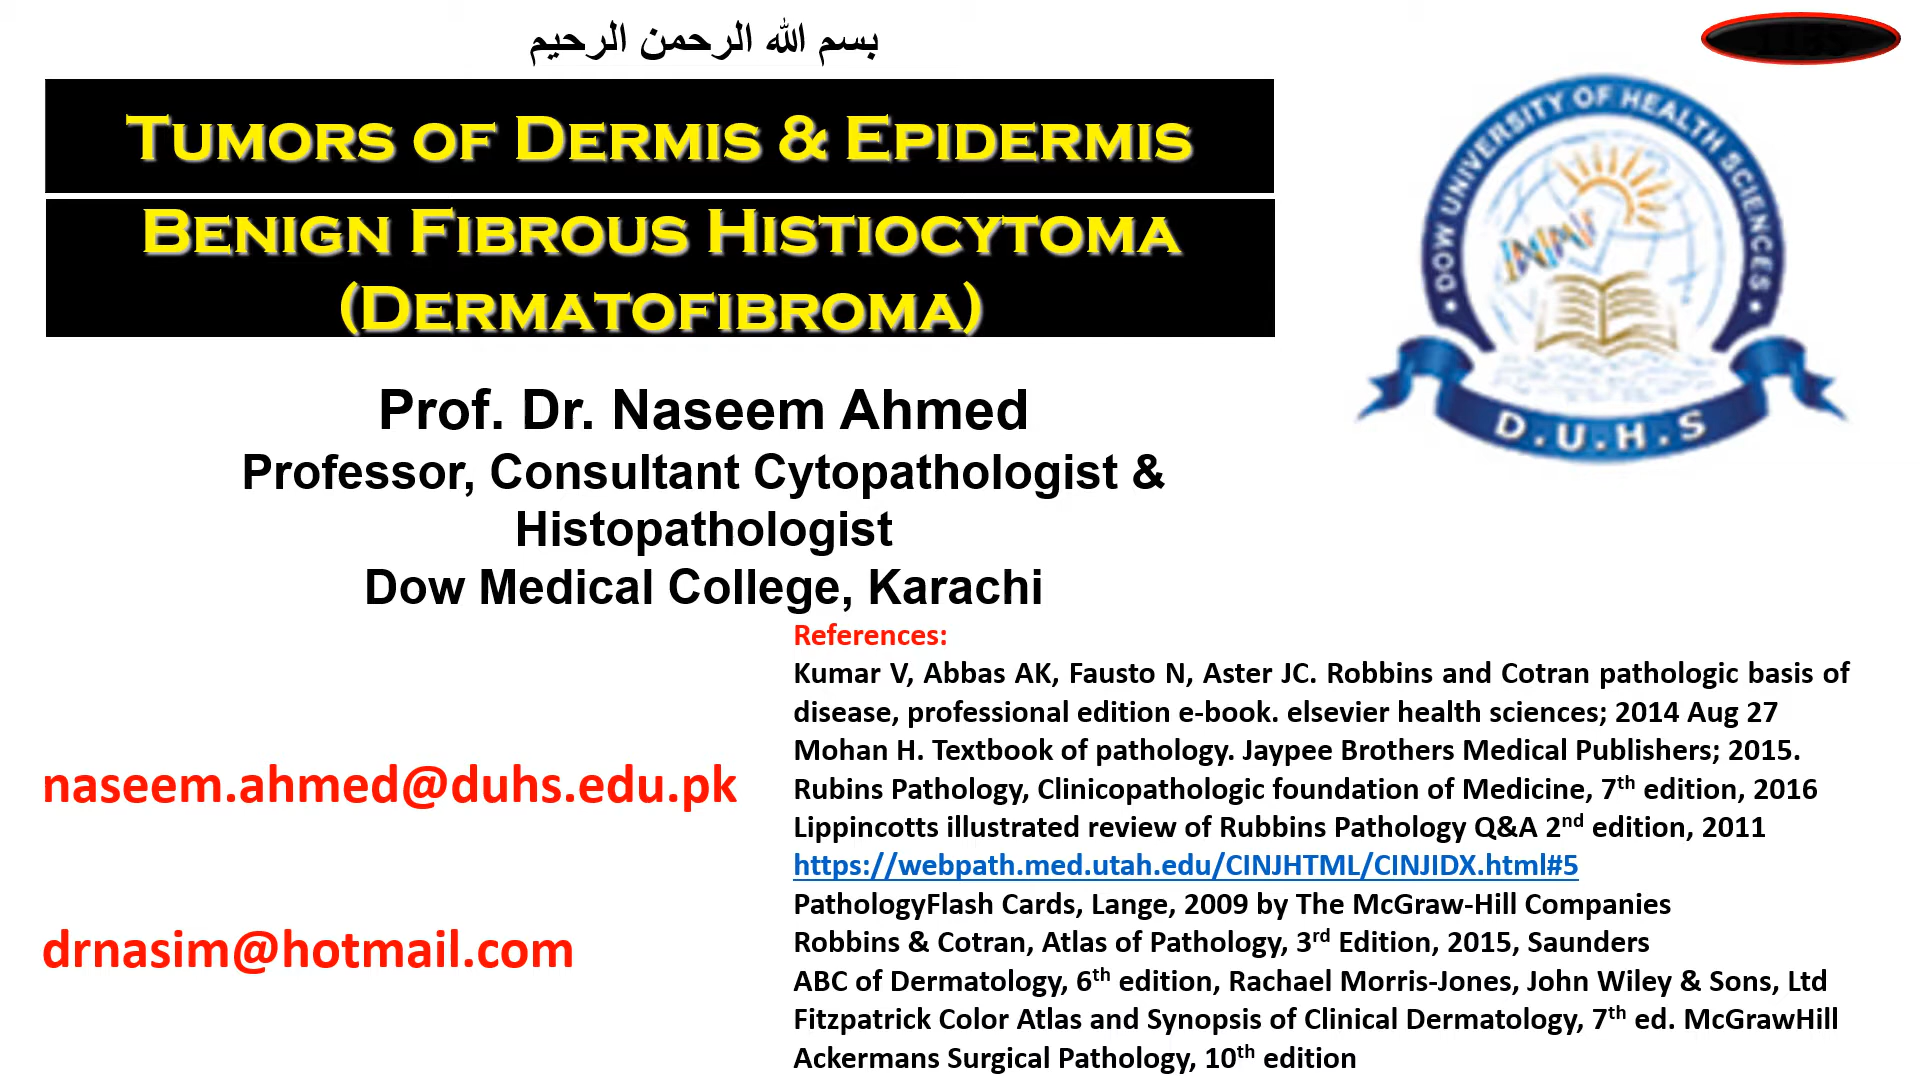 بسم الله الرحمن الرحيم
TUMORS OF DERMIS & EPIDERMIS
BENIGN FIBROUS HISTIOCYTOMA
(DERMATOFIBROMA)
DOW UNIVERSITY OF HEALTH SCIENCES
D.U.H.S
Prof. Dr. Naseem Ahmed
Professor, Consultant Cytopathologist &
Histopathologist
Dow Medical College, Karachi
naseem.ahmed@duhs.edu.pk
drnasim@hotmail.com
References:
Kumar V, Abbas AK, Fausto N, Aster JC. Robbins and Cotran pathologic basis of
disease, professional edition e-book. elsevier health sciences; 2014 Aug 27
Mohan H. Textbook of pathology. Jaypee Brothers Medical Publishers; 2015.
Rubins Pathology, Clinicopathologic foundation of Medicine, 7th edition, 2016
Lippincotts illustrated review of Rubbins Pathology Q&A 2nd edition, 2011
https://webpath.med.utah.edu/CINJHTML/CINJIDX.html#5
PathologyFlash Cards, Lange, 2009 by The McGraw-Hill Companies
Robbins & Cotran, Atlas of Pathology, 3rd Edition, 2015, Saunders
ABC of Dermatology, 6th edition, Rachael Morris-Jones, John Wiley & Sons, Ltd
Fitzpatrick Color Atlas and Synopsis of Clinical Dermatology, 7th ed. McGrawHill
Ackermans Surgical Pathology, 10th edition